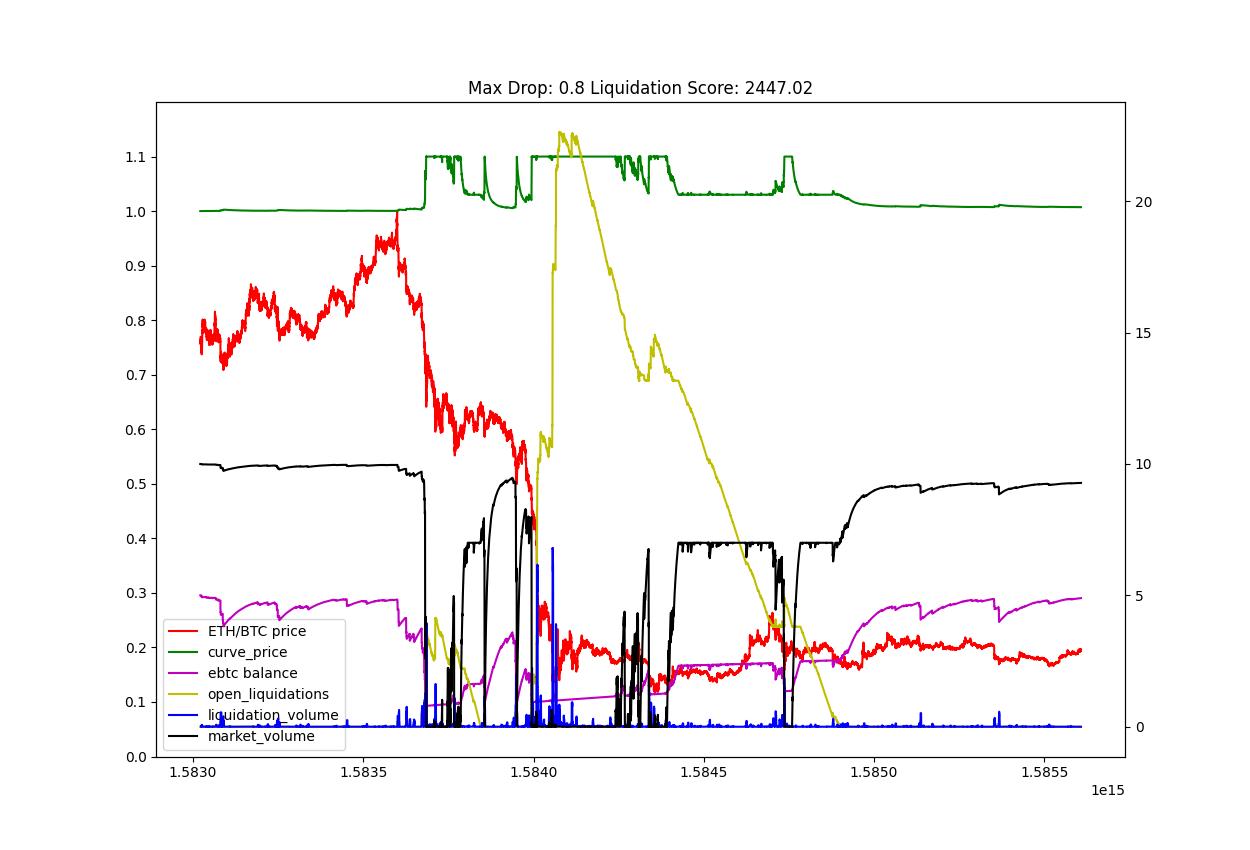 Max Drop: 0.8 Liquidation Score: 2447.02
1.1
1.0
0.9
0.8
0.7
0.6
0.5
0.4
0.3
0.2
0.1
0.0
20
15
10
5
0
ETH/BTC price
curve_price
ebtc balance
open_liquidations
liquidation_volume
market_volume
1.5830 1.5835 1.5840 1.5845 1.5850 1.5855
1e15